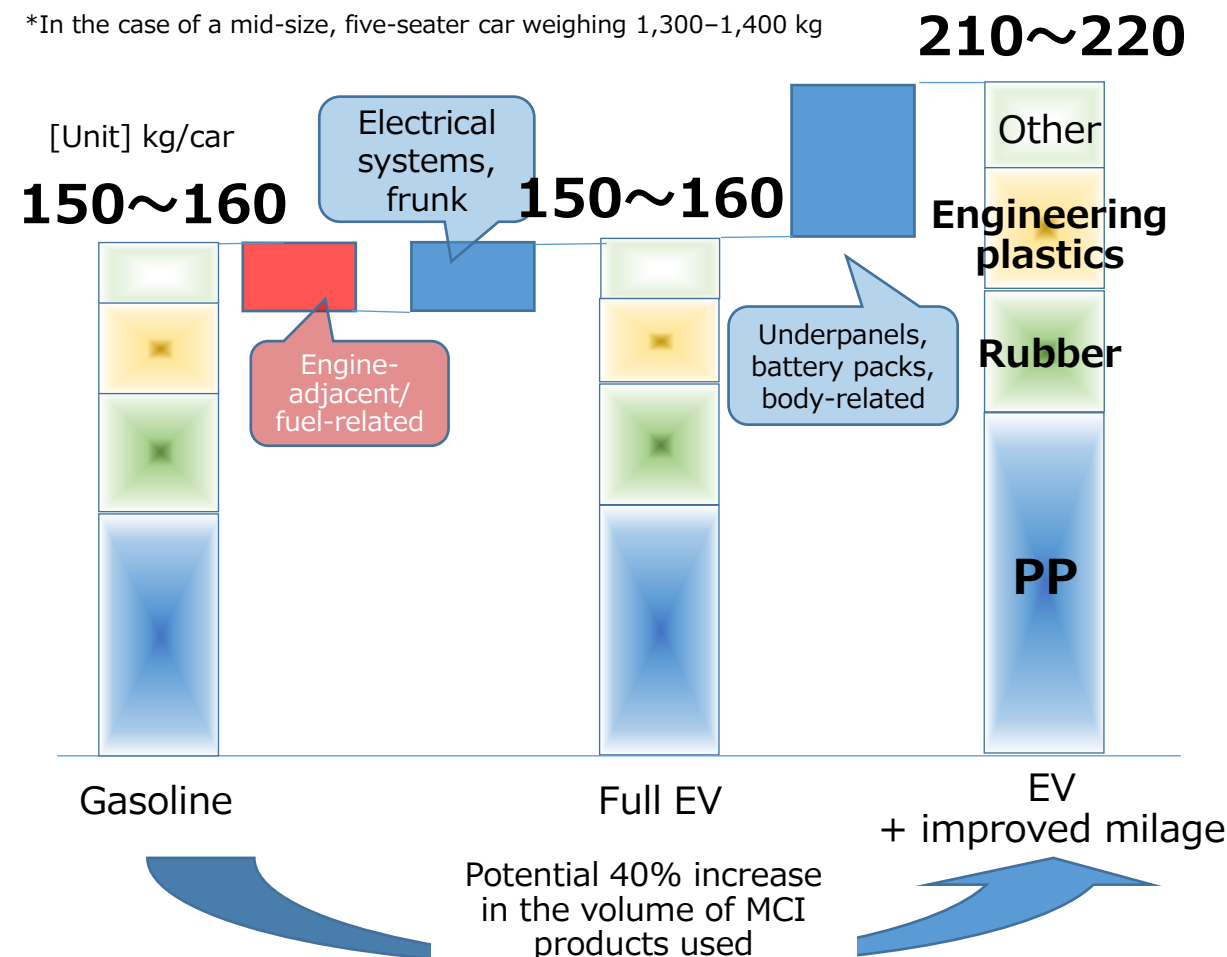 *In the case of a mid-size, five-seater car weighing 1,300–1,400 kg
210～220
[Unit] kg/car
150～160
Electrical
systems,
frunk
150～160
Other
Engineering
plastics
Engine-
adjacent/
fuel-related
Underpanels,
battery packs,
body-related
Rubber
PP
Gasoline
Full EV
EV
+ improved milage
Potential 40% increase
in the volume of MCI
products used